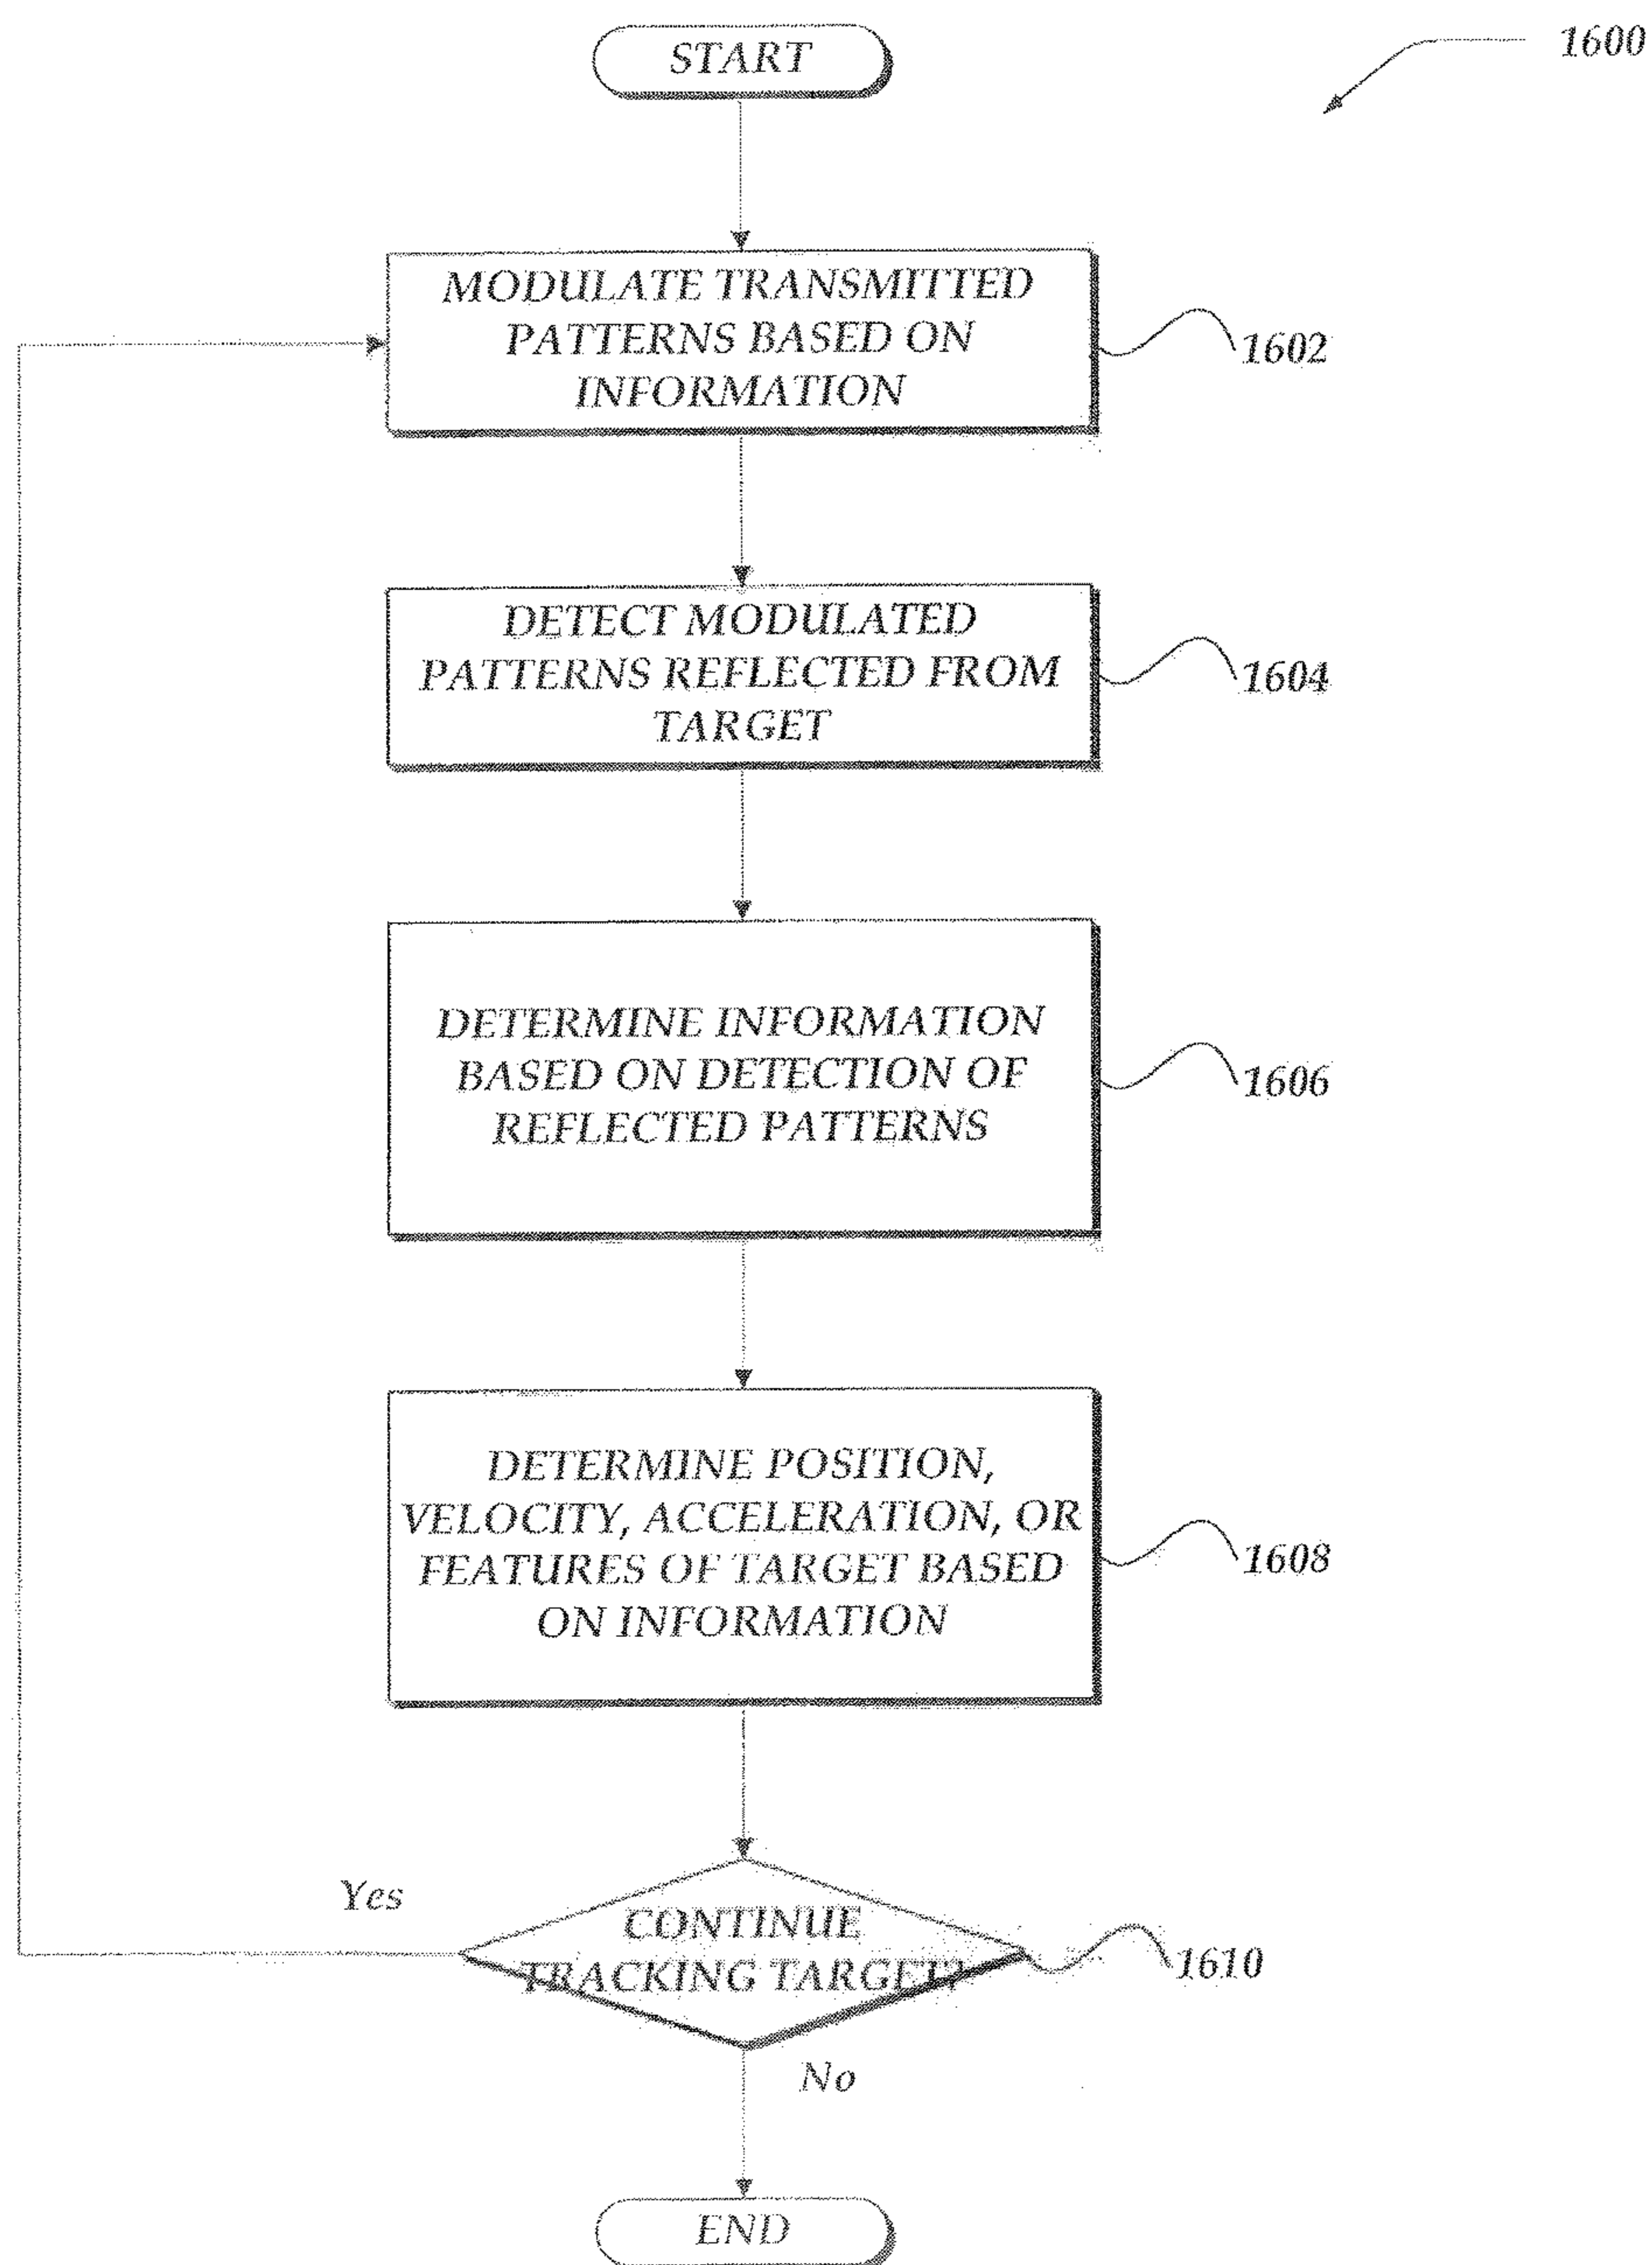 START
1600
MODULATE TRANSMITTED
PATTERNS BASED ON
INFORMATION
1602
DETECT MODULATED
PATTERNS REFLECTED FROM
TARGET
1604
DETERMINE INFORMATION
BASED ON DETECTION OF
REFLECTED PATTERNS
1606
DETERMINE POSITION,
VELOCITY, ACCELERATION, OR
FEATURES OF TARGET BASED
ON INFORMATION
1608
Yes
CONTINUE
TRACKING TARGET?
1610
No
END